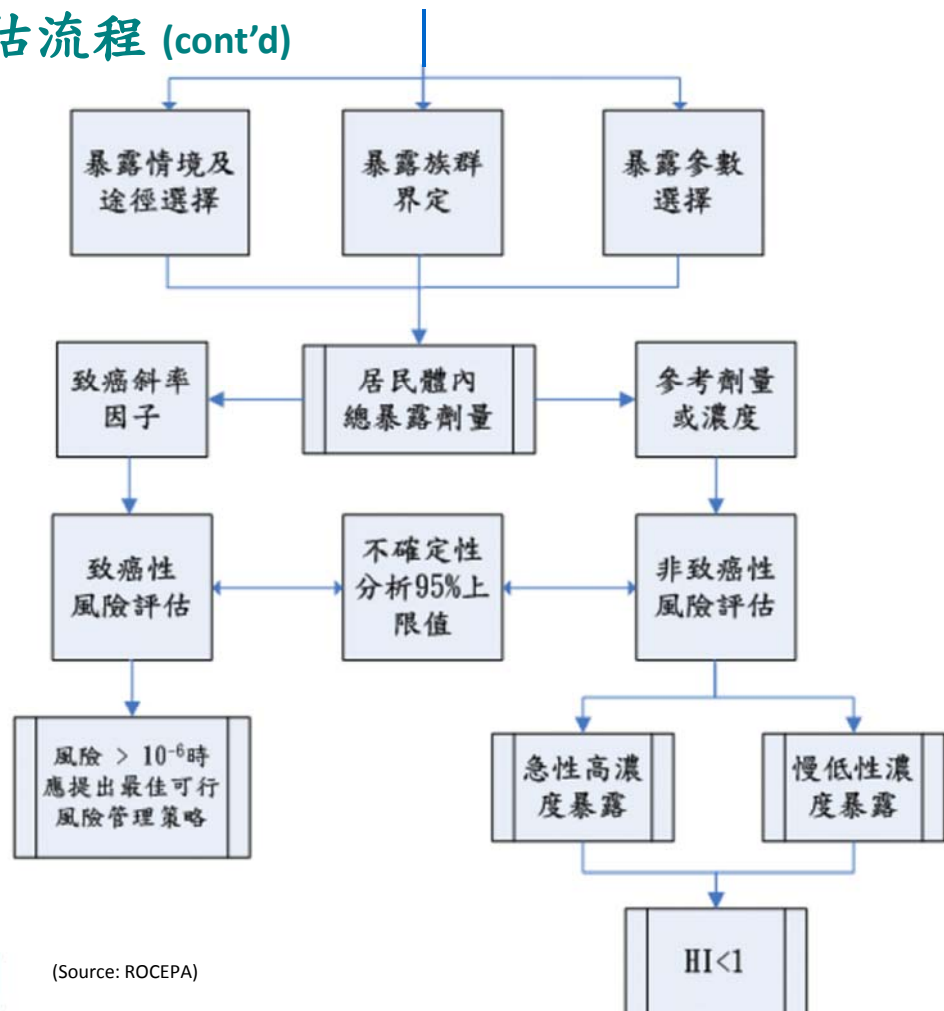 估流程 (cont'd)
暴露情境及
途徑選擇
暴露族群
界定
暴露參數
選擇
致癌斜率
因子
居民體內
總暴露劑量
參考劑量
或濃度
致癌性
風險評估
不確定性
分析95%上
限值
非致癌性
風險評估
風險 > 10⁻⁶時
應提出最佳可行
風險管理策略
急性高濃
度暴露
慢低性濃
度暴露
HI<1
(Source: ROCEPA)